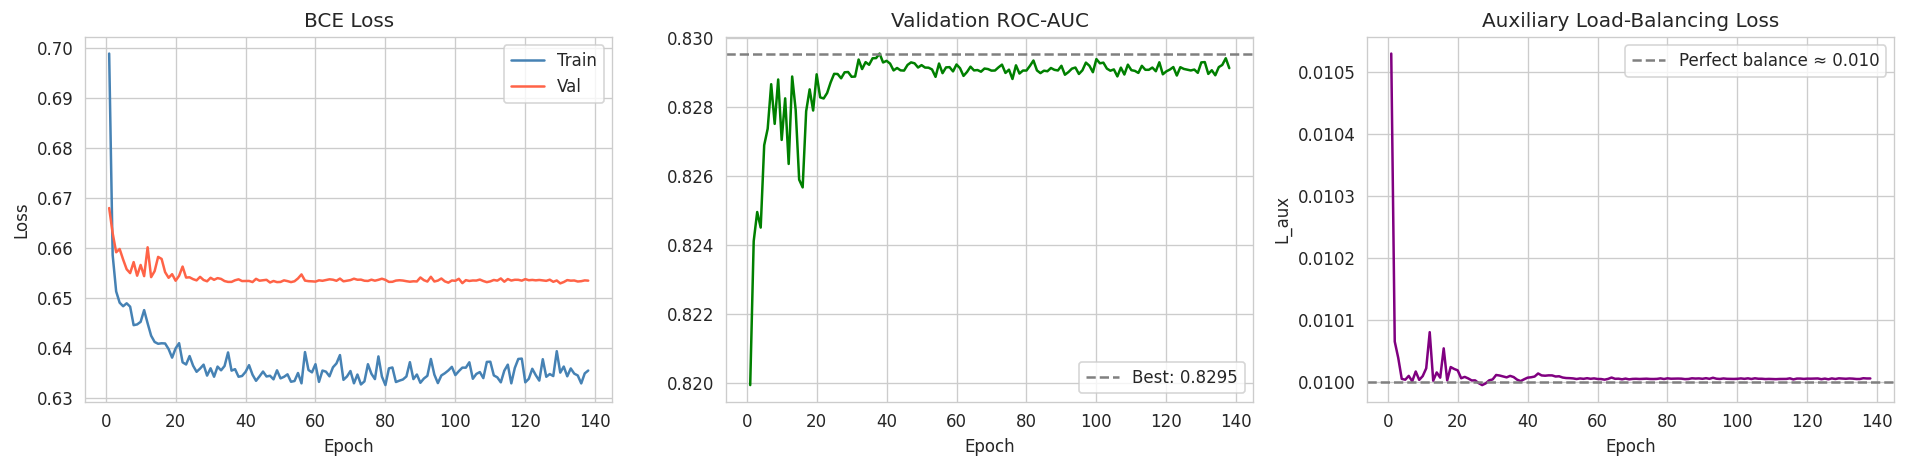 BCE Loss
Train
Val
0.70
0.69
0.68
0.67
0.66
0.65
0.64
0.63
Loss
0 20 40 60 80 100 120 140
Epoch
Validation ROC-AUC
0.830
0.828
0.826
0.824
0.822
0.820
Best: 0.8295
0 20 40 60 80 100 120 140
Epoch
Auxiliary Load-Balancing Loss
Perfect balance ≈ 0.010
0.0105
0.0104
0.0103
0.0102
0.0101
0.0100
L_aux
0 20 40 60 80 100 120 140
Epoch